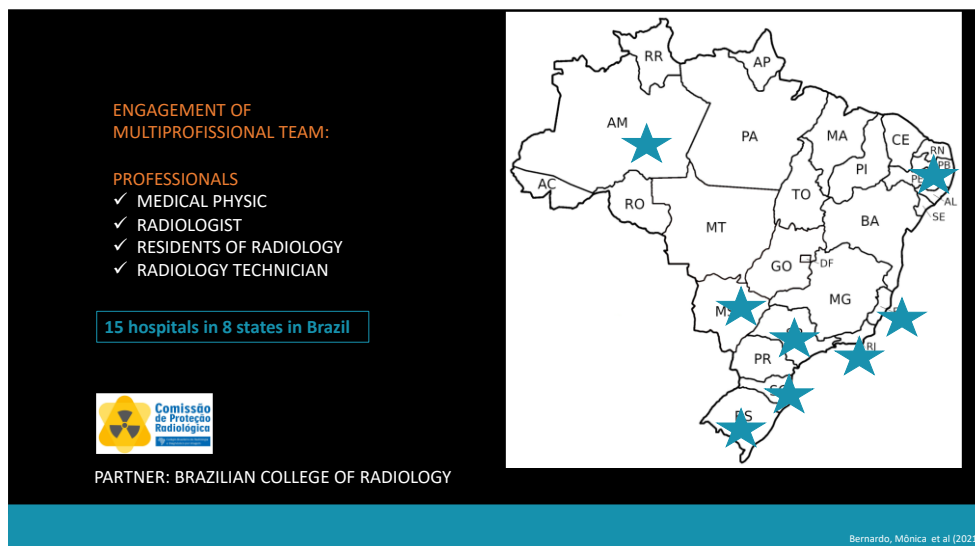 ENGAGEMENT OF
MULTIPROFISSIONAL TEAM:
PROFESSIONALS
✓ MEDICAL PHYSIC
✓ RADIOLOGIST
✓ RESIDENTS OF RADIOLOGY
✓ RADIOLOGY TECHNICIAN
15 hospitals in 8 states in Brazil
Comissão
de Proteção
Radiológica
PARTNER: BRAZILIAN COLLEGE OF RADIOLOGY
RR
AP
AM
PA
MA
CE
RN
PB
PI
PE
AC
TO
AL
RO
SE
BA
MT
GO
DF
MG
MS
RJ
PR
SC
RS
Bernardo, Mônica et al (2021